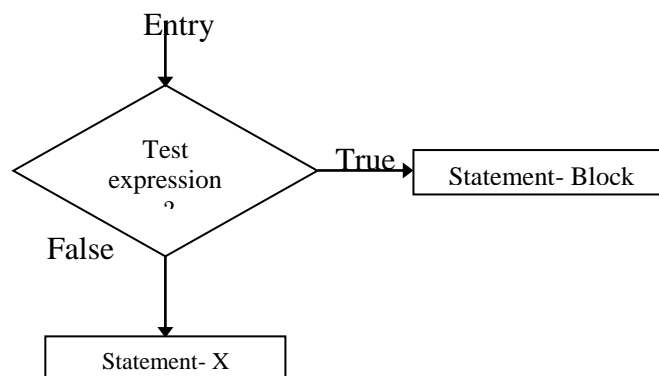 Entry
Test
expression
?
True
Statement- Block
False
Statement- X